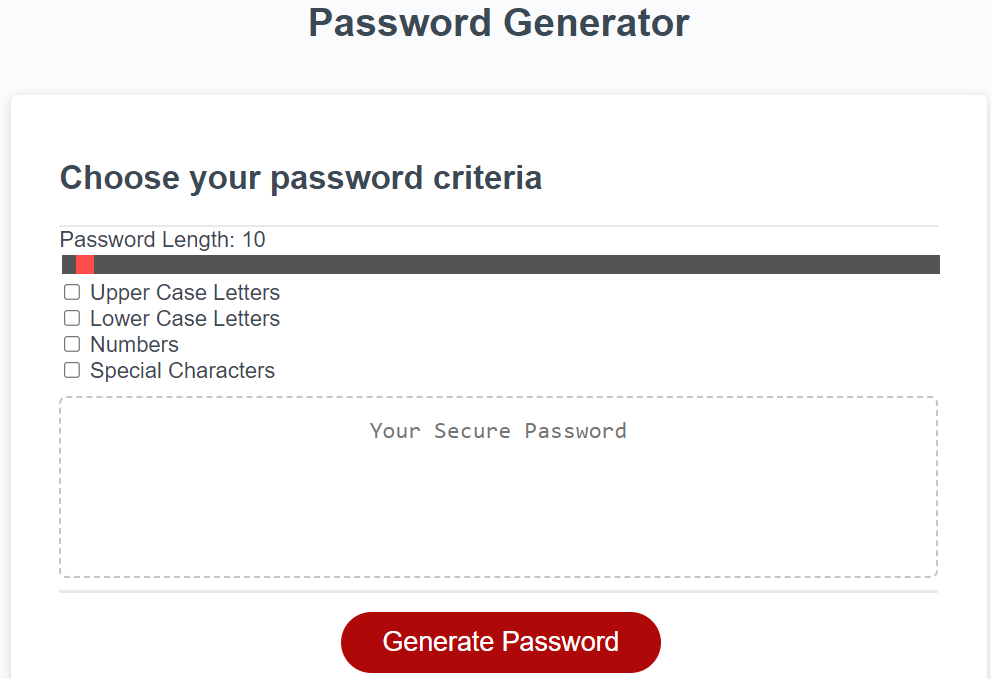 Password Generator
Choose your password criteria
Password Length: 10
Upper Case Letters
Lower Case Letters
Numbers
Special Characters
Your Secure Password
Generate Password